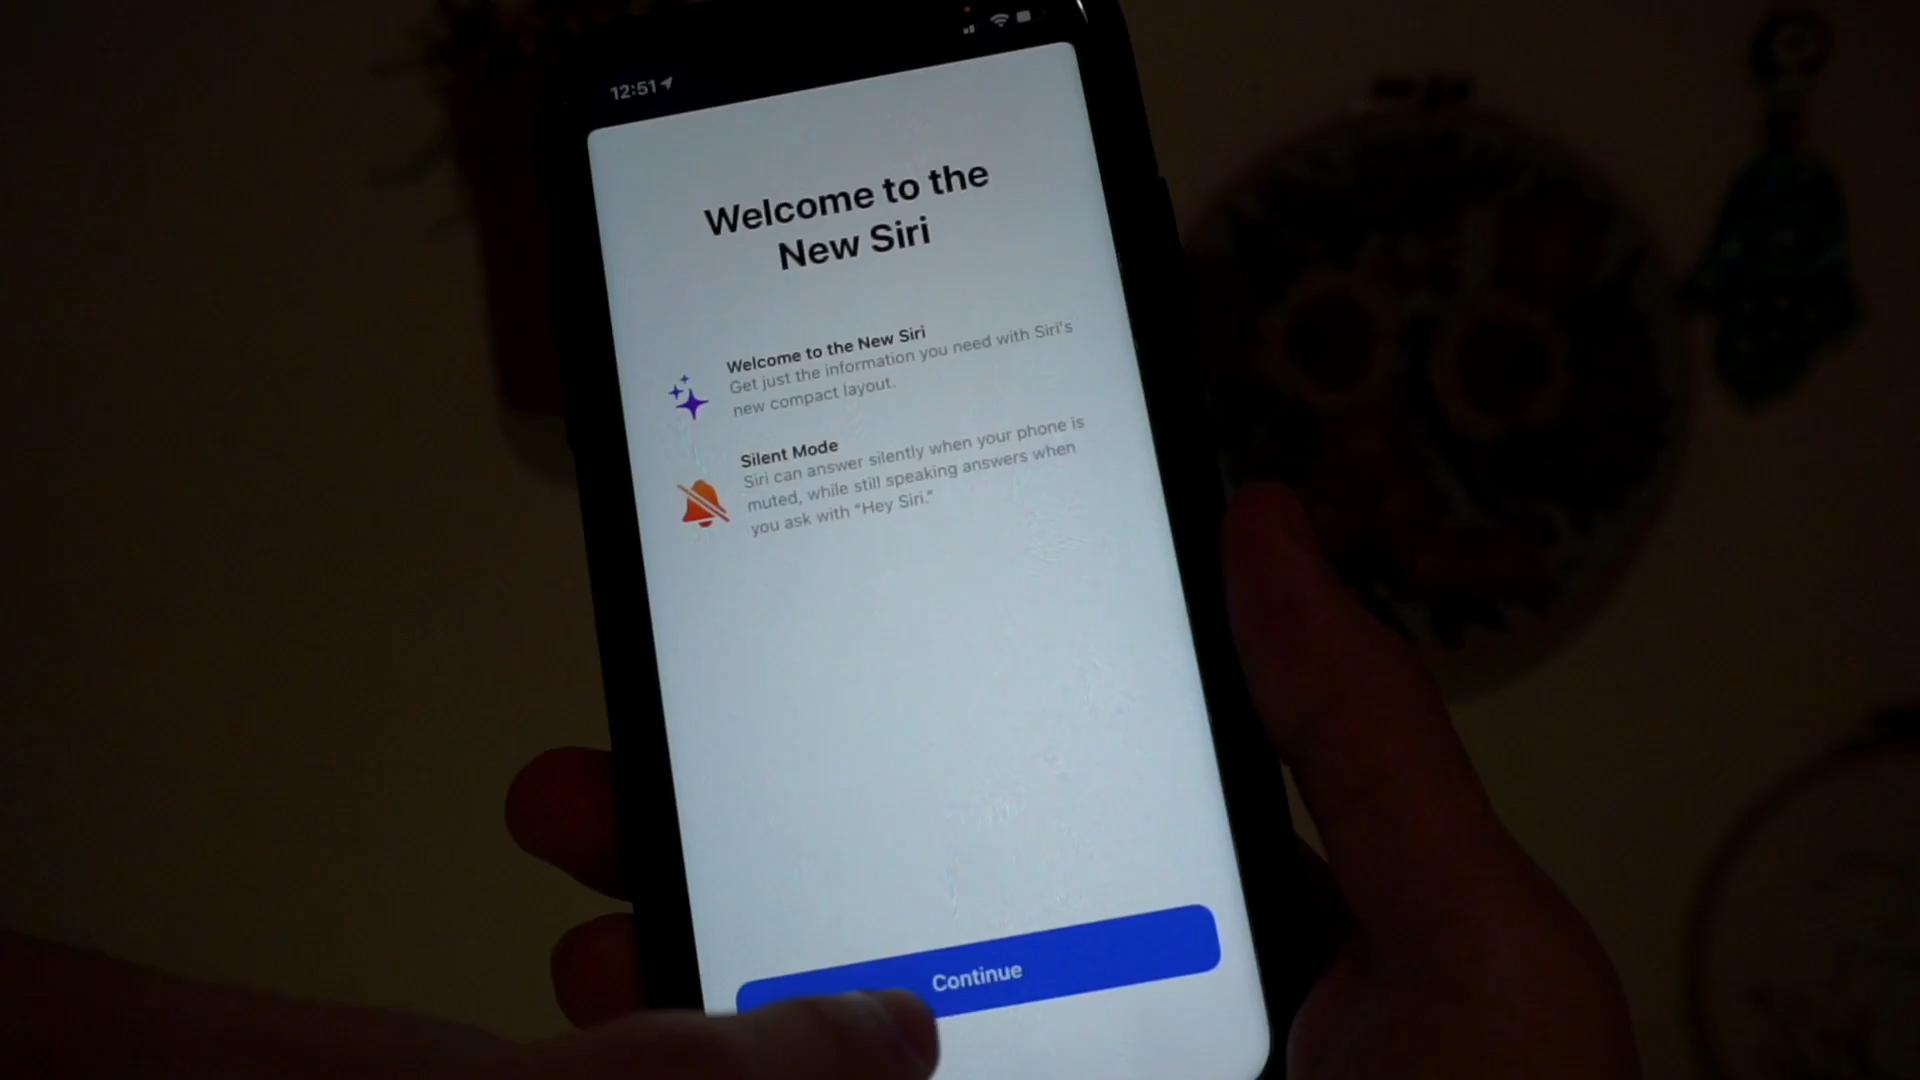 12:51
Welcome to the
New Siri
Welcome to the New Siri
Get just the information you need with Siri's
new compact layout.
Silent Mode
Siri can answer silently when your phone is
muted, while still speaking answers when
you ask with “Hey Siri.”
Continue